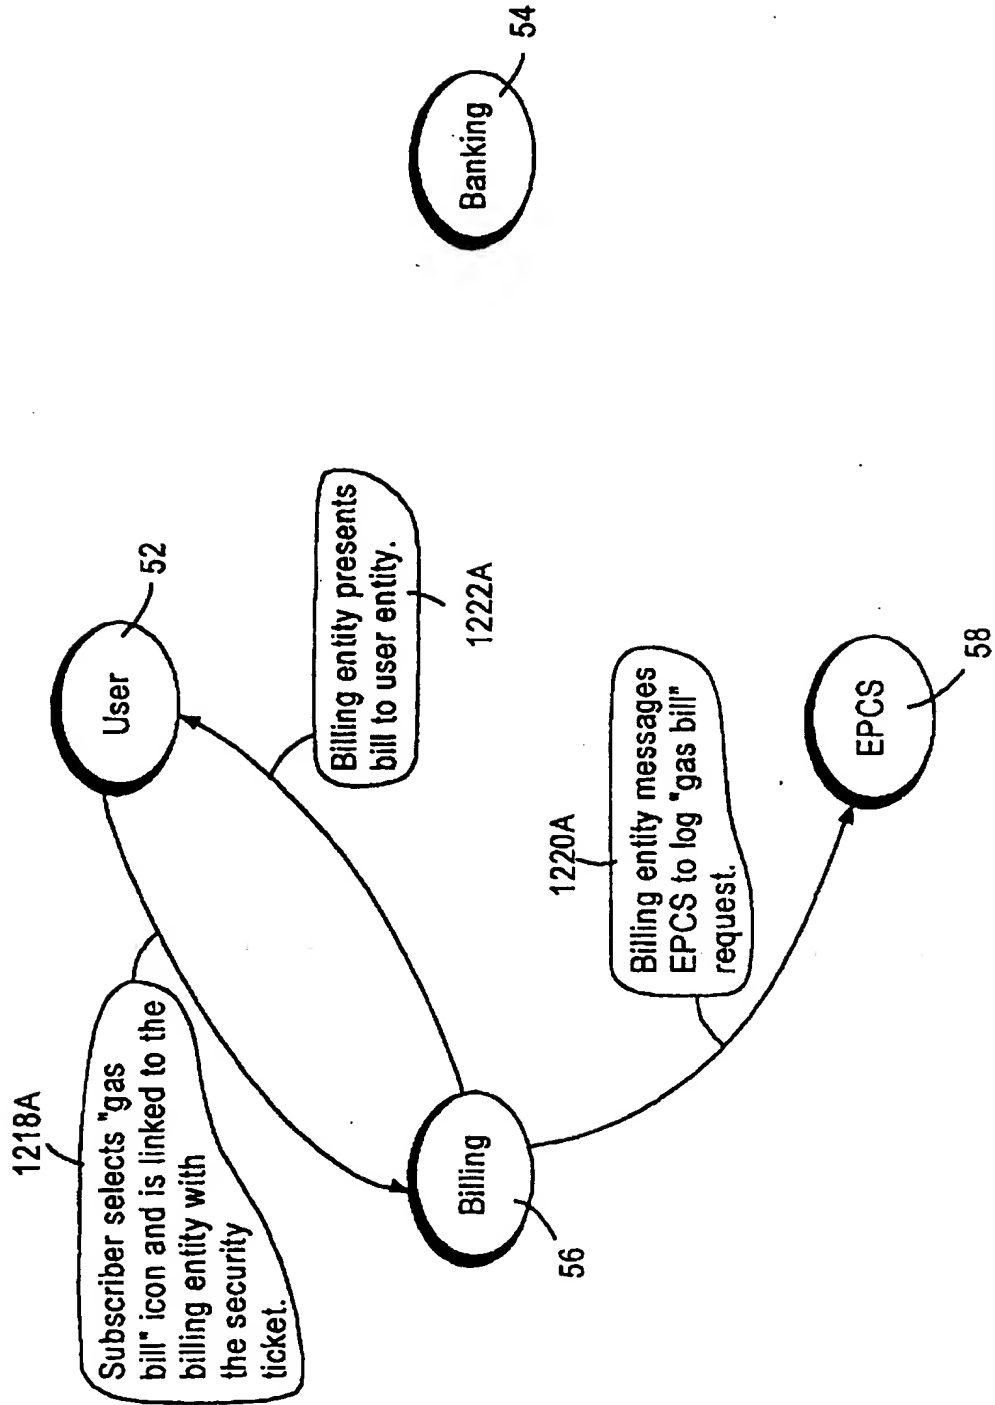 1218A
Subscriber selects "gas
bill" icon and is linked to the
billing entity with
the security
ticket.
User
52
Billing entity presents
bill to user entity.
1222A
Billing
56
Banking
54
1220A
Billing entity messages
EPCS to log "gas bill"
request.
EPCS
58